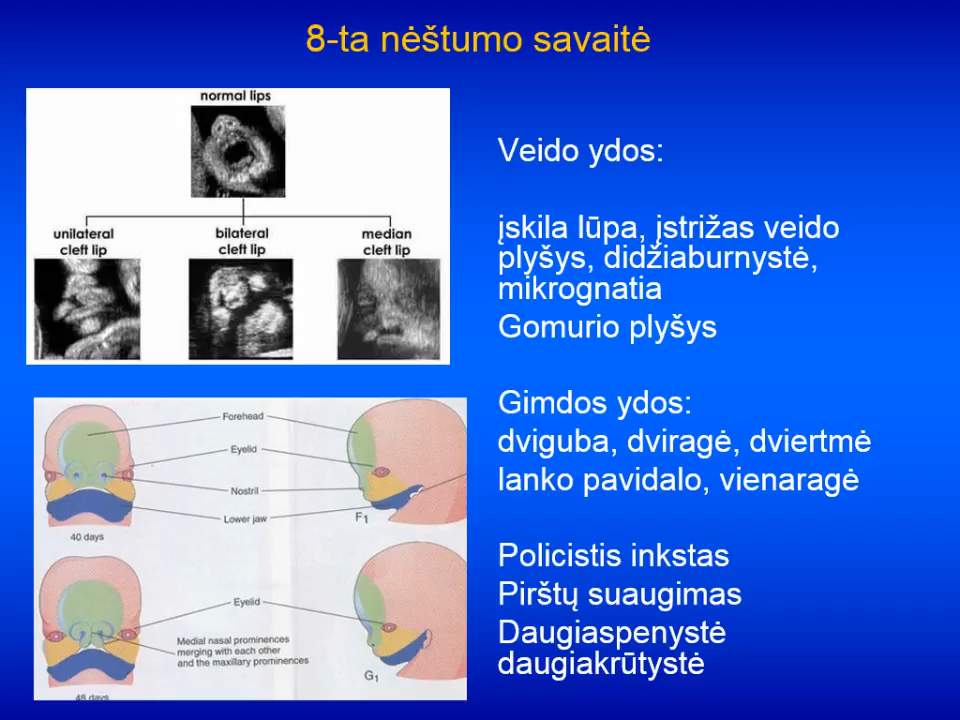 8-ta nėštumo savaitė
normal lips
unilateral
cleft lip
bilateral
cleft lip
median
cleft lip
Veido ydos:
įskila lūpa, įstrižas veido
plyšys, didžiaburnystė,
mikrognatia
Gomurio plyšys
Gimdos ydos:
dviguba, dviragė, dviertmė
lanko pavidalo, vienaragė
Policistis inkstas
Pirštų suaugimas
Daugiaspenystė
daugiakrūtystė
Forehead
Eyelid
Nostril
Lower jaw
F1
40 days
Eyelid
Medial nasal prominences
merging with each other
and the maxillary prominences
G1
48 days